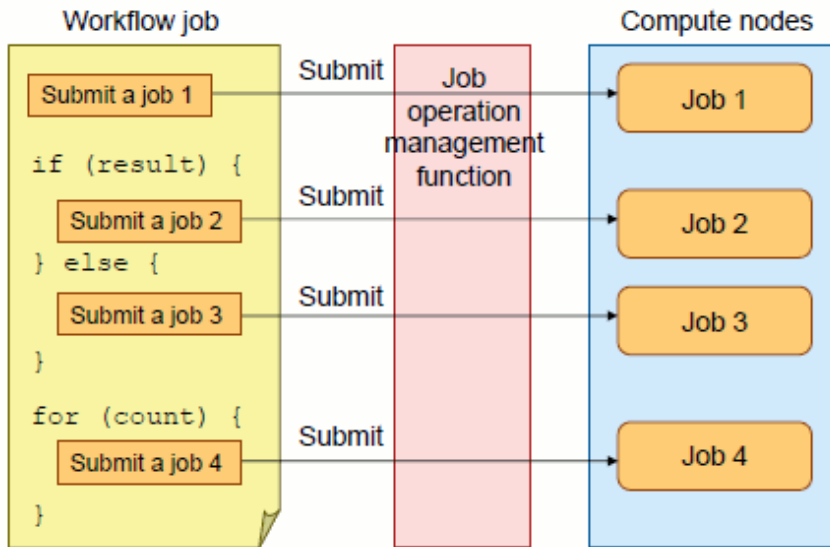 Workflow job
Compute nodes
Submit a job 1
Submit
Job
operation
management
function
Job 1
if (result) {
Submit a job 2
Submit
Job 2
} else {
Submit a job 3
Submit
Job 3
}
for (count) {
Submit a job 4
Submit
Job 4
}